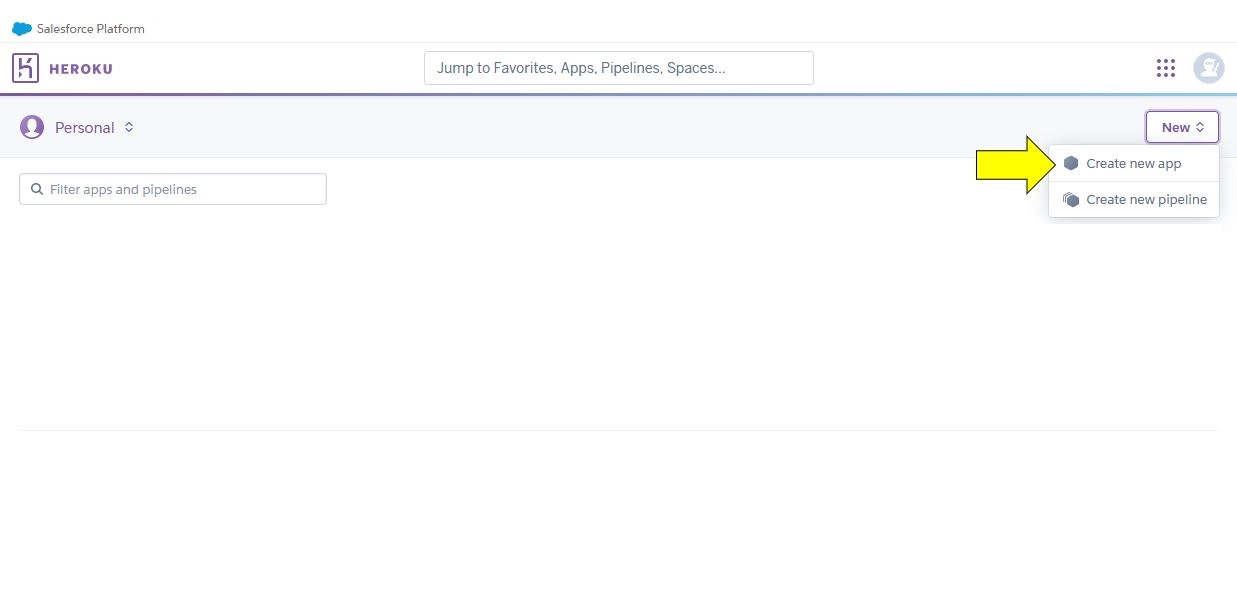 Salesforce Platform
HEROKU
Jump to Favorites, Apps, Pipelines, Spaces...
Personal
New
Create new app
Filter apps and pipelines
Create new pipeline